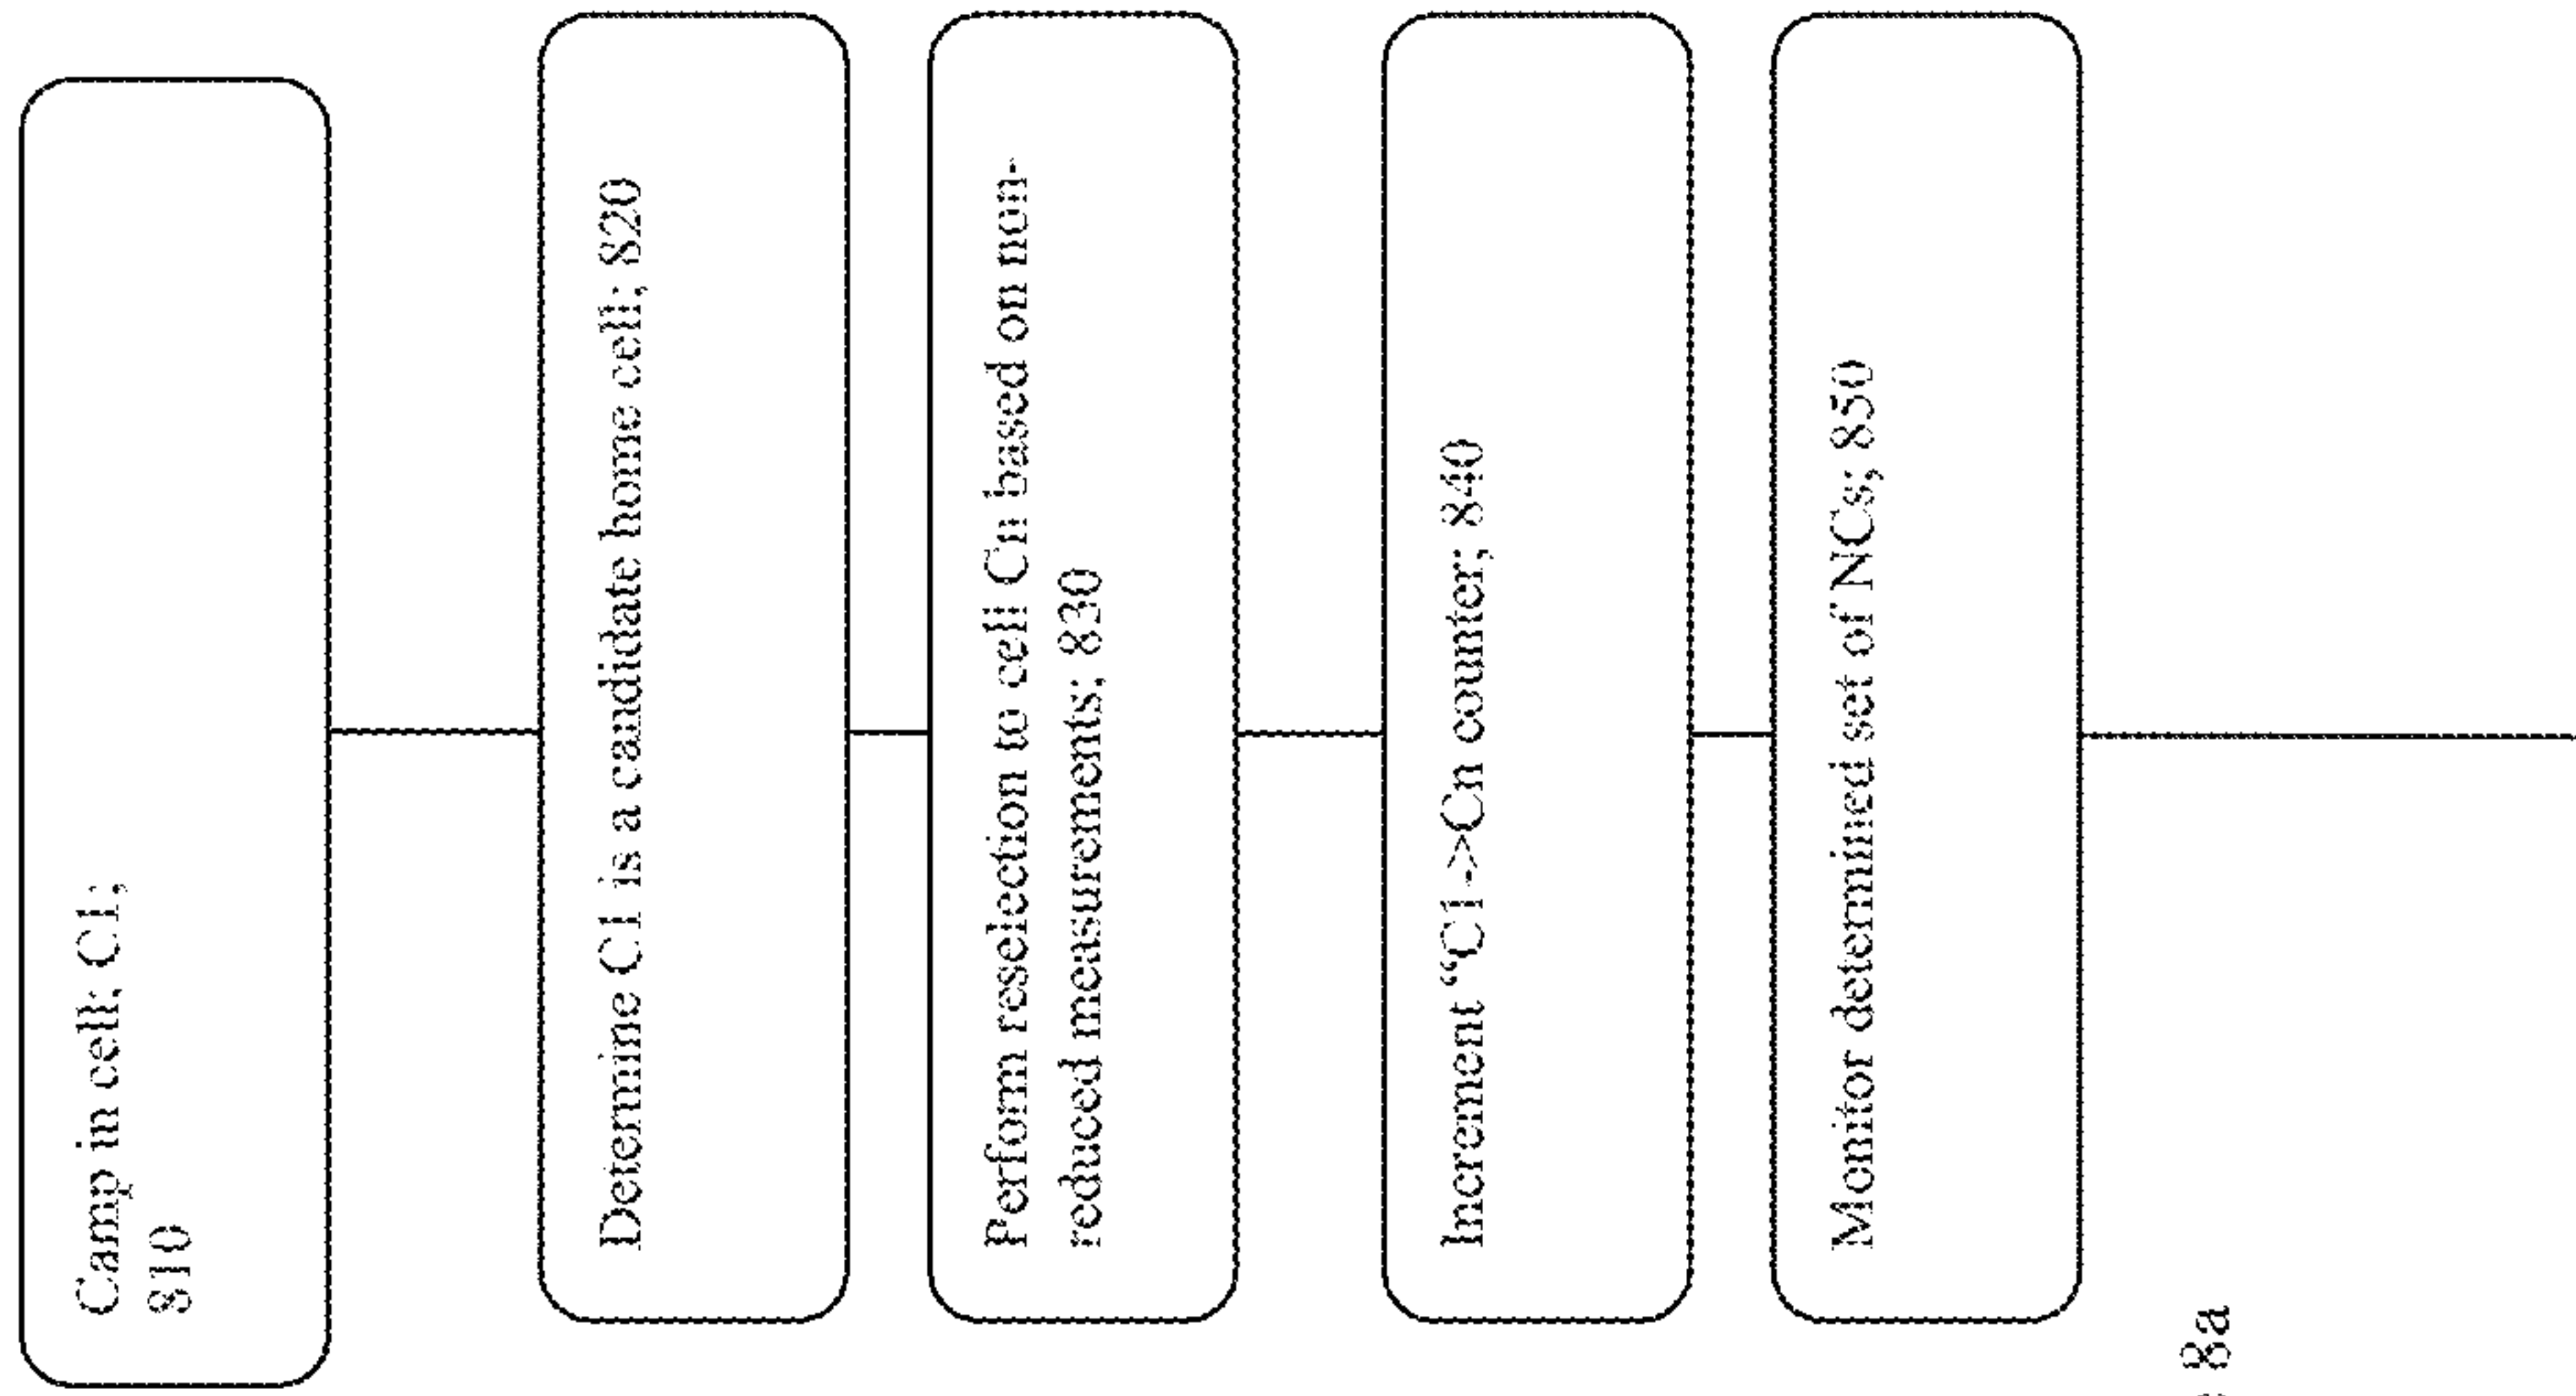 Camp in cell; C1;
810
Determine C1 is a candidate home cell; 820
Perform reselection to cell Cn based on non-
reduced measurements; 830
Increment “C1->Cn counter; 840
Monitor determined set of NCs; 850
8a